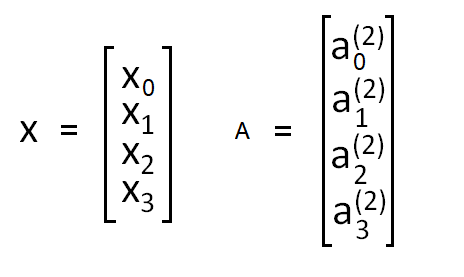 x = [x₀ x₁ x₂ x₃]
A = [a₀⁽²⁾ a₁⁽²⁾ a₂⁽²⁾ a₃⁽²⁾]